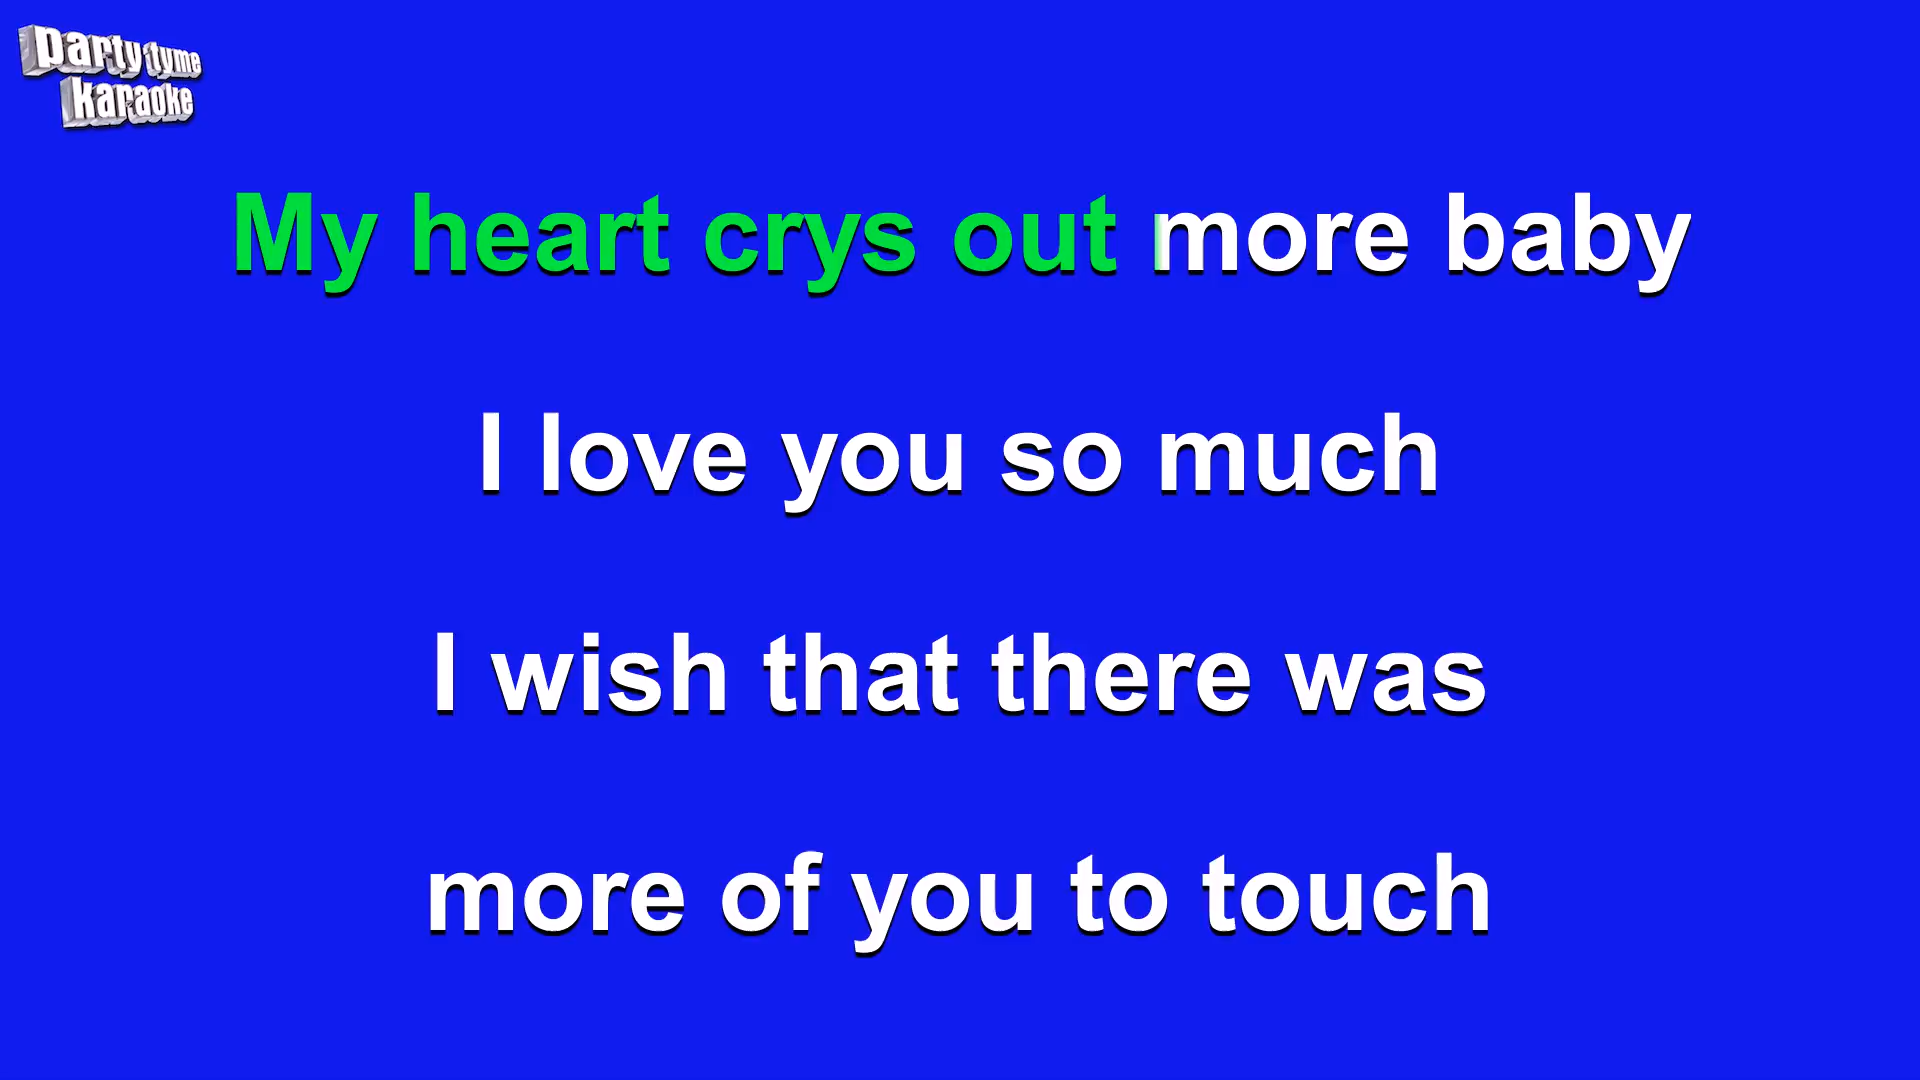 party tyme
karaoke
My heart crys out more baby
I love you so much
I wish that there was
more of you to touch